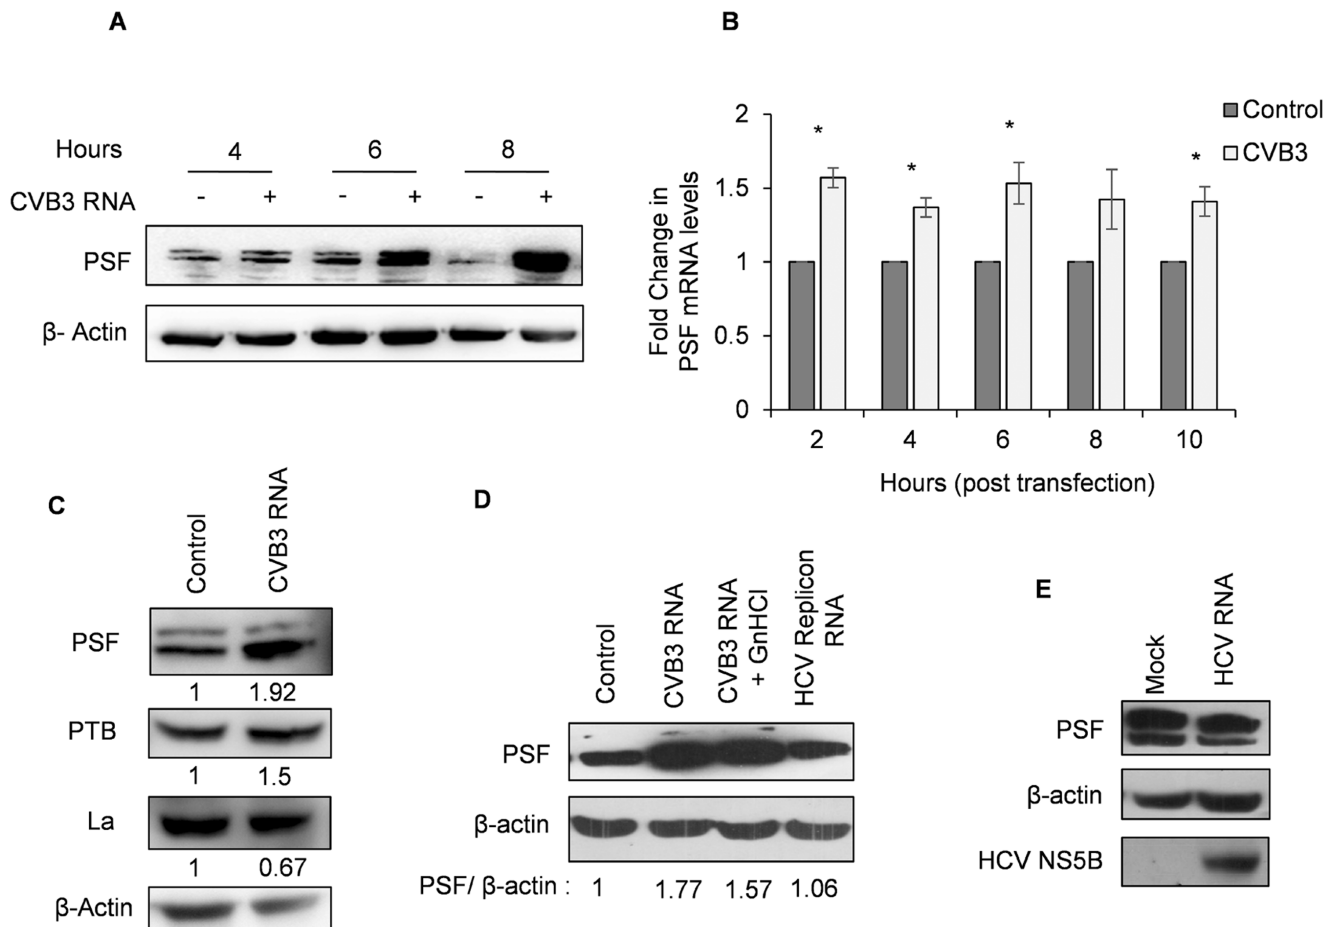 A
Hours 4 6 8
CVB3 RNA - + - + - +
PSF
β- Actin
B
Control
CVB3
Fold Change in
PSF mRNA levels
2
1.5
1
0.5
0
* * * *
2 4 6 8 10
Hours (post transfection)
C
Control
CVB3 RNA
PSF
1 1.92
PTB
1 1.5
La
1 0.67
β-Actin
D
Control
CVB3 RNA
CVB3 RNA
+ GnHCl
HCV Replicon
RNA
PSF
β-actin
PSF/ β-actin : 1 1.77 1.57 1.06
E
Mock
HCV RNA
PSF
β-actin
HCV NS5B